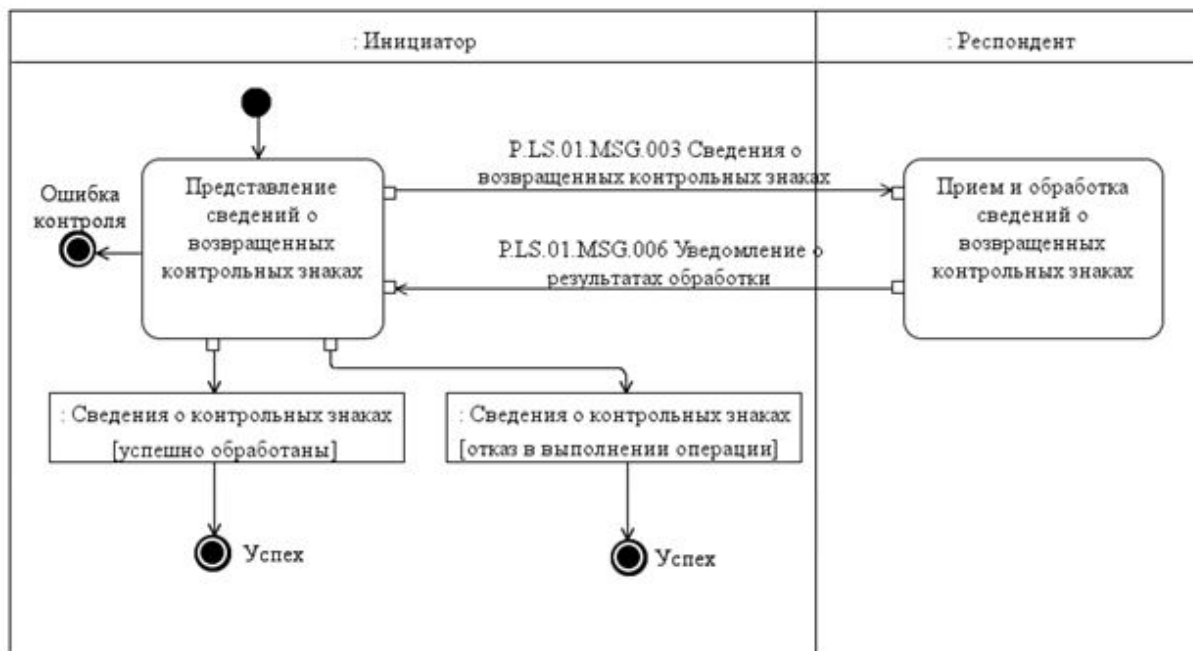 : Инициатор
: Респондент
P.LS.01.MSG.003 Сведения о
возвращенных контрольных знаках
Представление
сведений о
возвращенных
контрольных знаках
Ошибка
контроля
Прием и обработка
сведений о
возвращенных
контрольных знаках
P.LS.01.MSG.006 Уведомление о
результатах обработки
: Сведения о контрольных знаках
[успешно обработаны]
: Сведения о контрольных знаках
[отказ в выполнении операции]
Успех
Успех